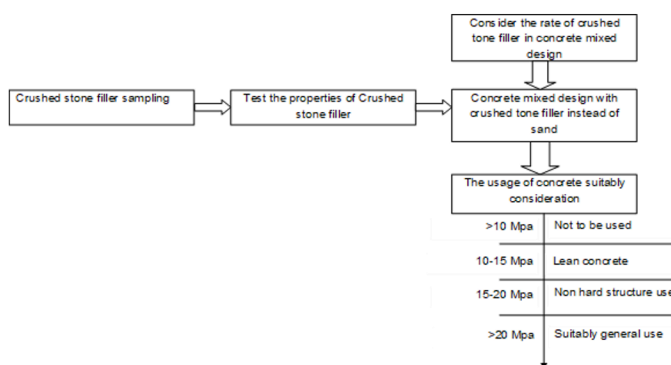 Consider the rate of crushed
tone filler in concrete mixed
design
Crushed stone filler sampling
Test the properties of Crushed
stone filler
Concrete mixed design with
crushed tone filler instead of
sand
The usage of concrete suitably
consideration
>10 Mpa Not to be used
10-15 Mpa Lean concrete
15-20 Mpa Non hard structure use
>20 Mpa Suitably general use